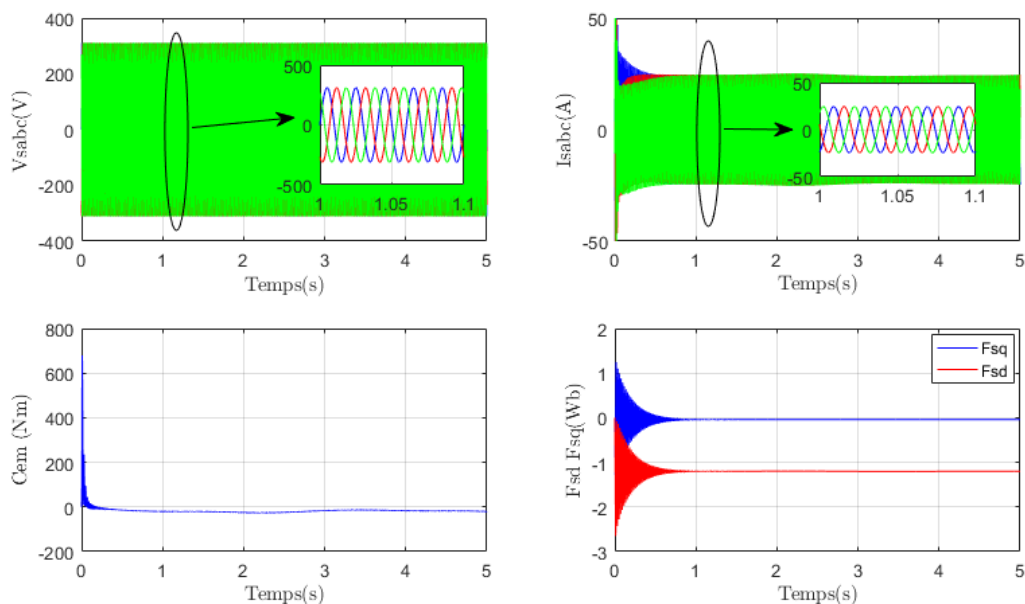 Vsabc(V)
400
200
0
-200
-400
0 1 2 3 4 5
Temps(s)
500
0
-500
1 1.05 1.1
Isabc(A)
50
0
-50
0 1 2 3 4 5
Temps(s)
50
0
-50
1 1.05 1.1
Cem (Nm)
800
600
400
200
0
-200
0 1 2 3 4 5
Temps(s)
Fsd Fsq(Wb)
2
1
0
-1
-2
-3
0 1 2 3 4 5
Temps(s)
Fsq
Fsd